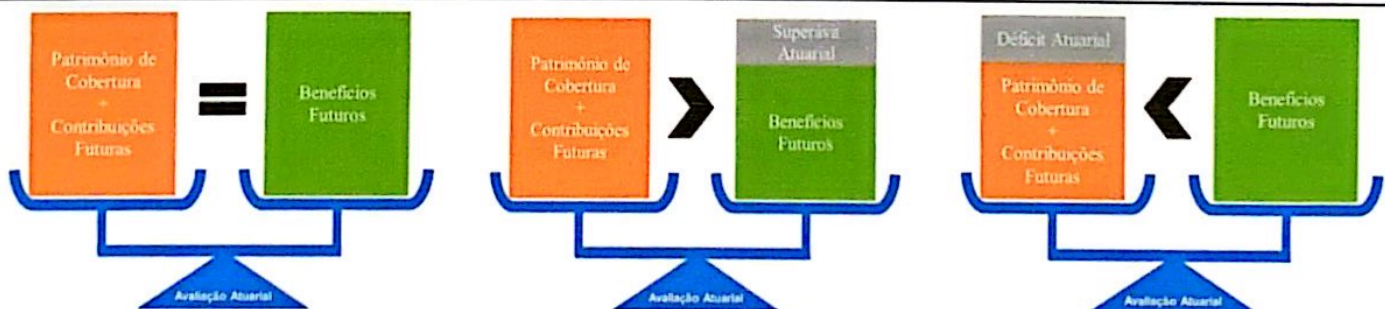 Patrimônio de
Cobertura
+
Contribuições
Futuras
=
Benefícios
Futuros
Avaliação Atuarial
Patrimônio de
Cobertura
+
Contribuições
Futuras
>
Atuarial
Benefícios
Futuros
Avaliação Atuarial
Déficit Atuarial
Patrimônio de
Cobertura
+
Contribuições
Futuras
<
Benefícios
Futuros
Avaliação Atuarial